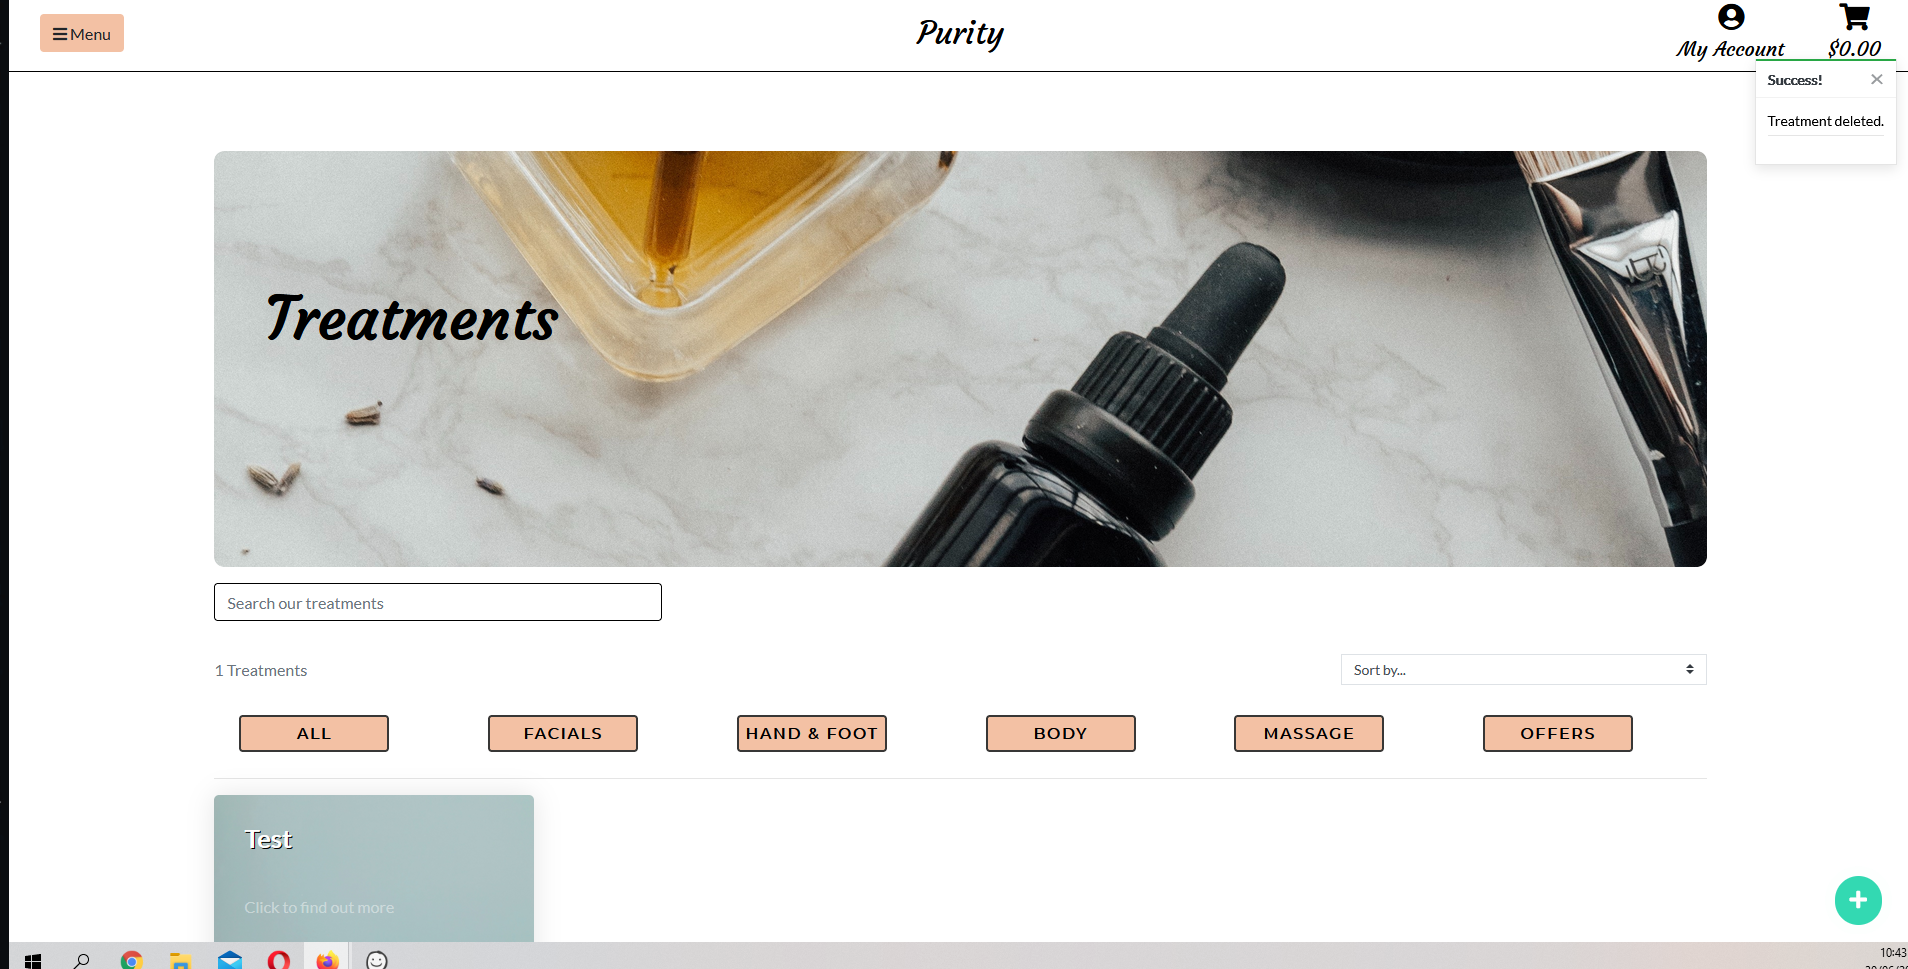 Menu
Purity
My Account
$0.00
Success!
×
Treatment deleted.
Treatments
Search our treatments
1 Treatments
Sort by...
ALL
FACIALS
HAND & FOOT
BODY
MASSAGE
OFFERS
Test
Click to find out more
+
10:43